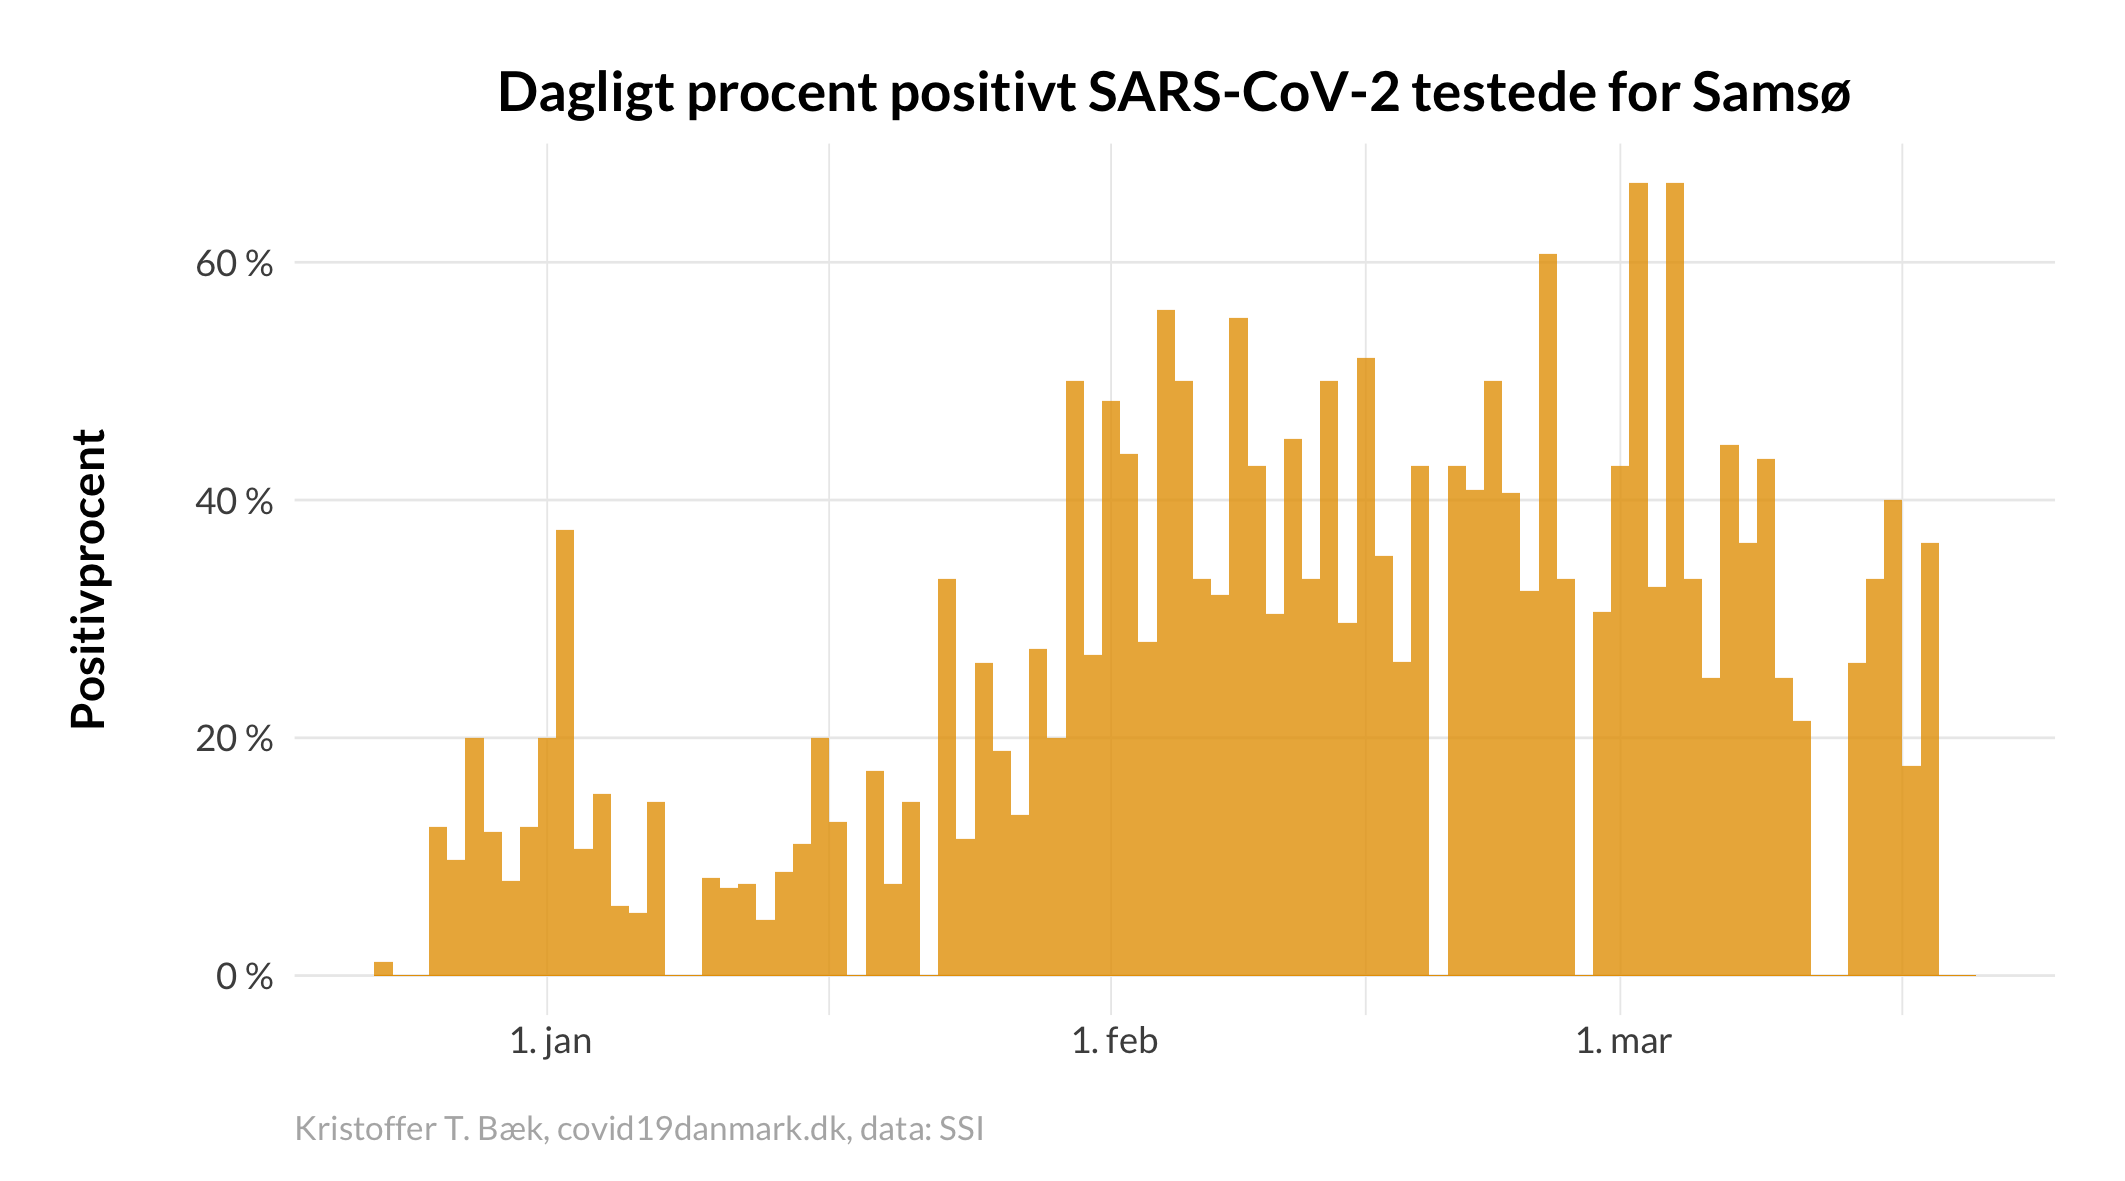 Dagligt procent positivt SARS-CoV-2 testede for Samsø
Positivprocent
60 %
40 %
20 %
0 %
1. jan
1. feb
1. mar
Kristoffer T. Bæk, covid19danmark.dk, data: SSI